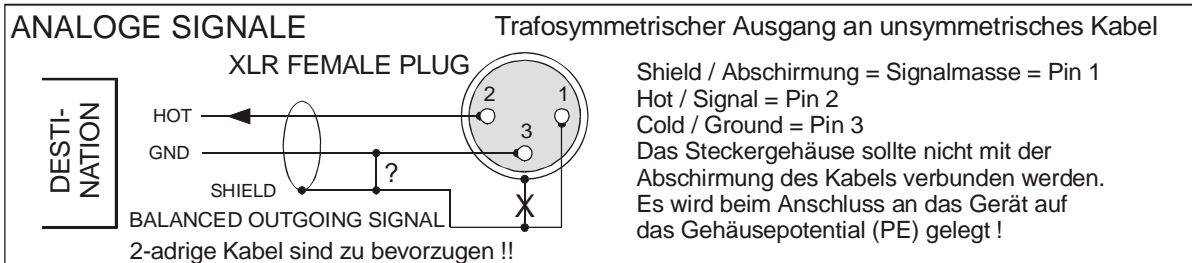 ANALOGE SIGNALE
Trafosymmetrischer Ausgang an unsymmetrisches Kabel
XLR FEMALE PLUG
DESTI-
NATION
HOT
GND
SHIELD
2
1
3
?
X
BALANCED OUTGOING SIGNAL
2-adrige Kabel sind zu bevorzugen !!
Shield / Abschirmung = Signalmasse = Pin 1
Hot / Signal = Pin 2
Cold / Ground = Pin 3
Das Steckergehäuse sollte nicht mit der
Abschirmung des Kabels verbunden werden.
Es wird beim Anschluss an das Gerät auf
das Gehäusepotential (PE) gelegt !